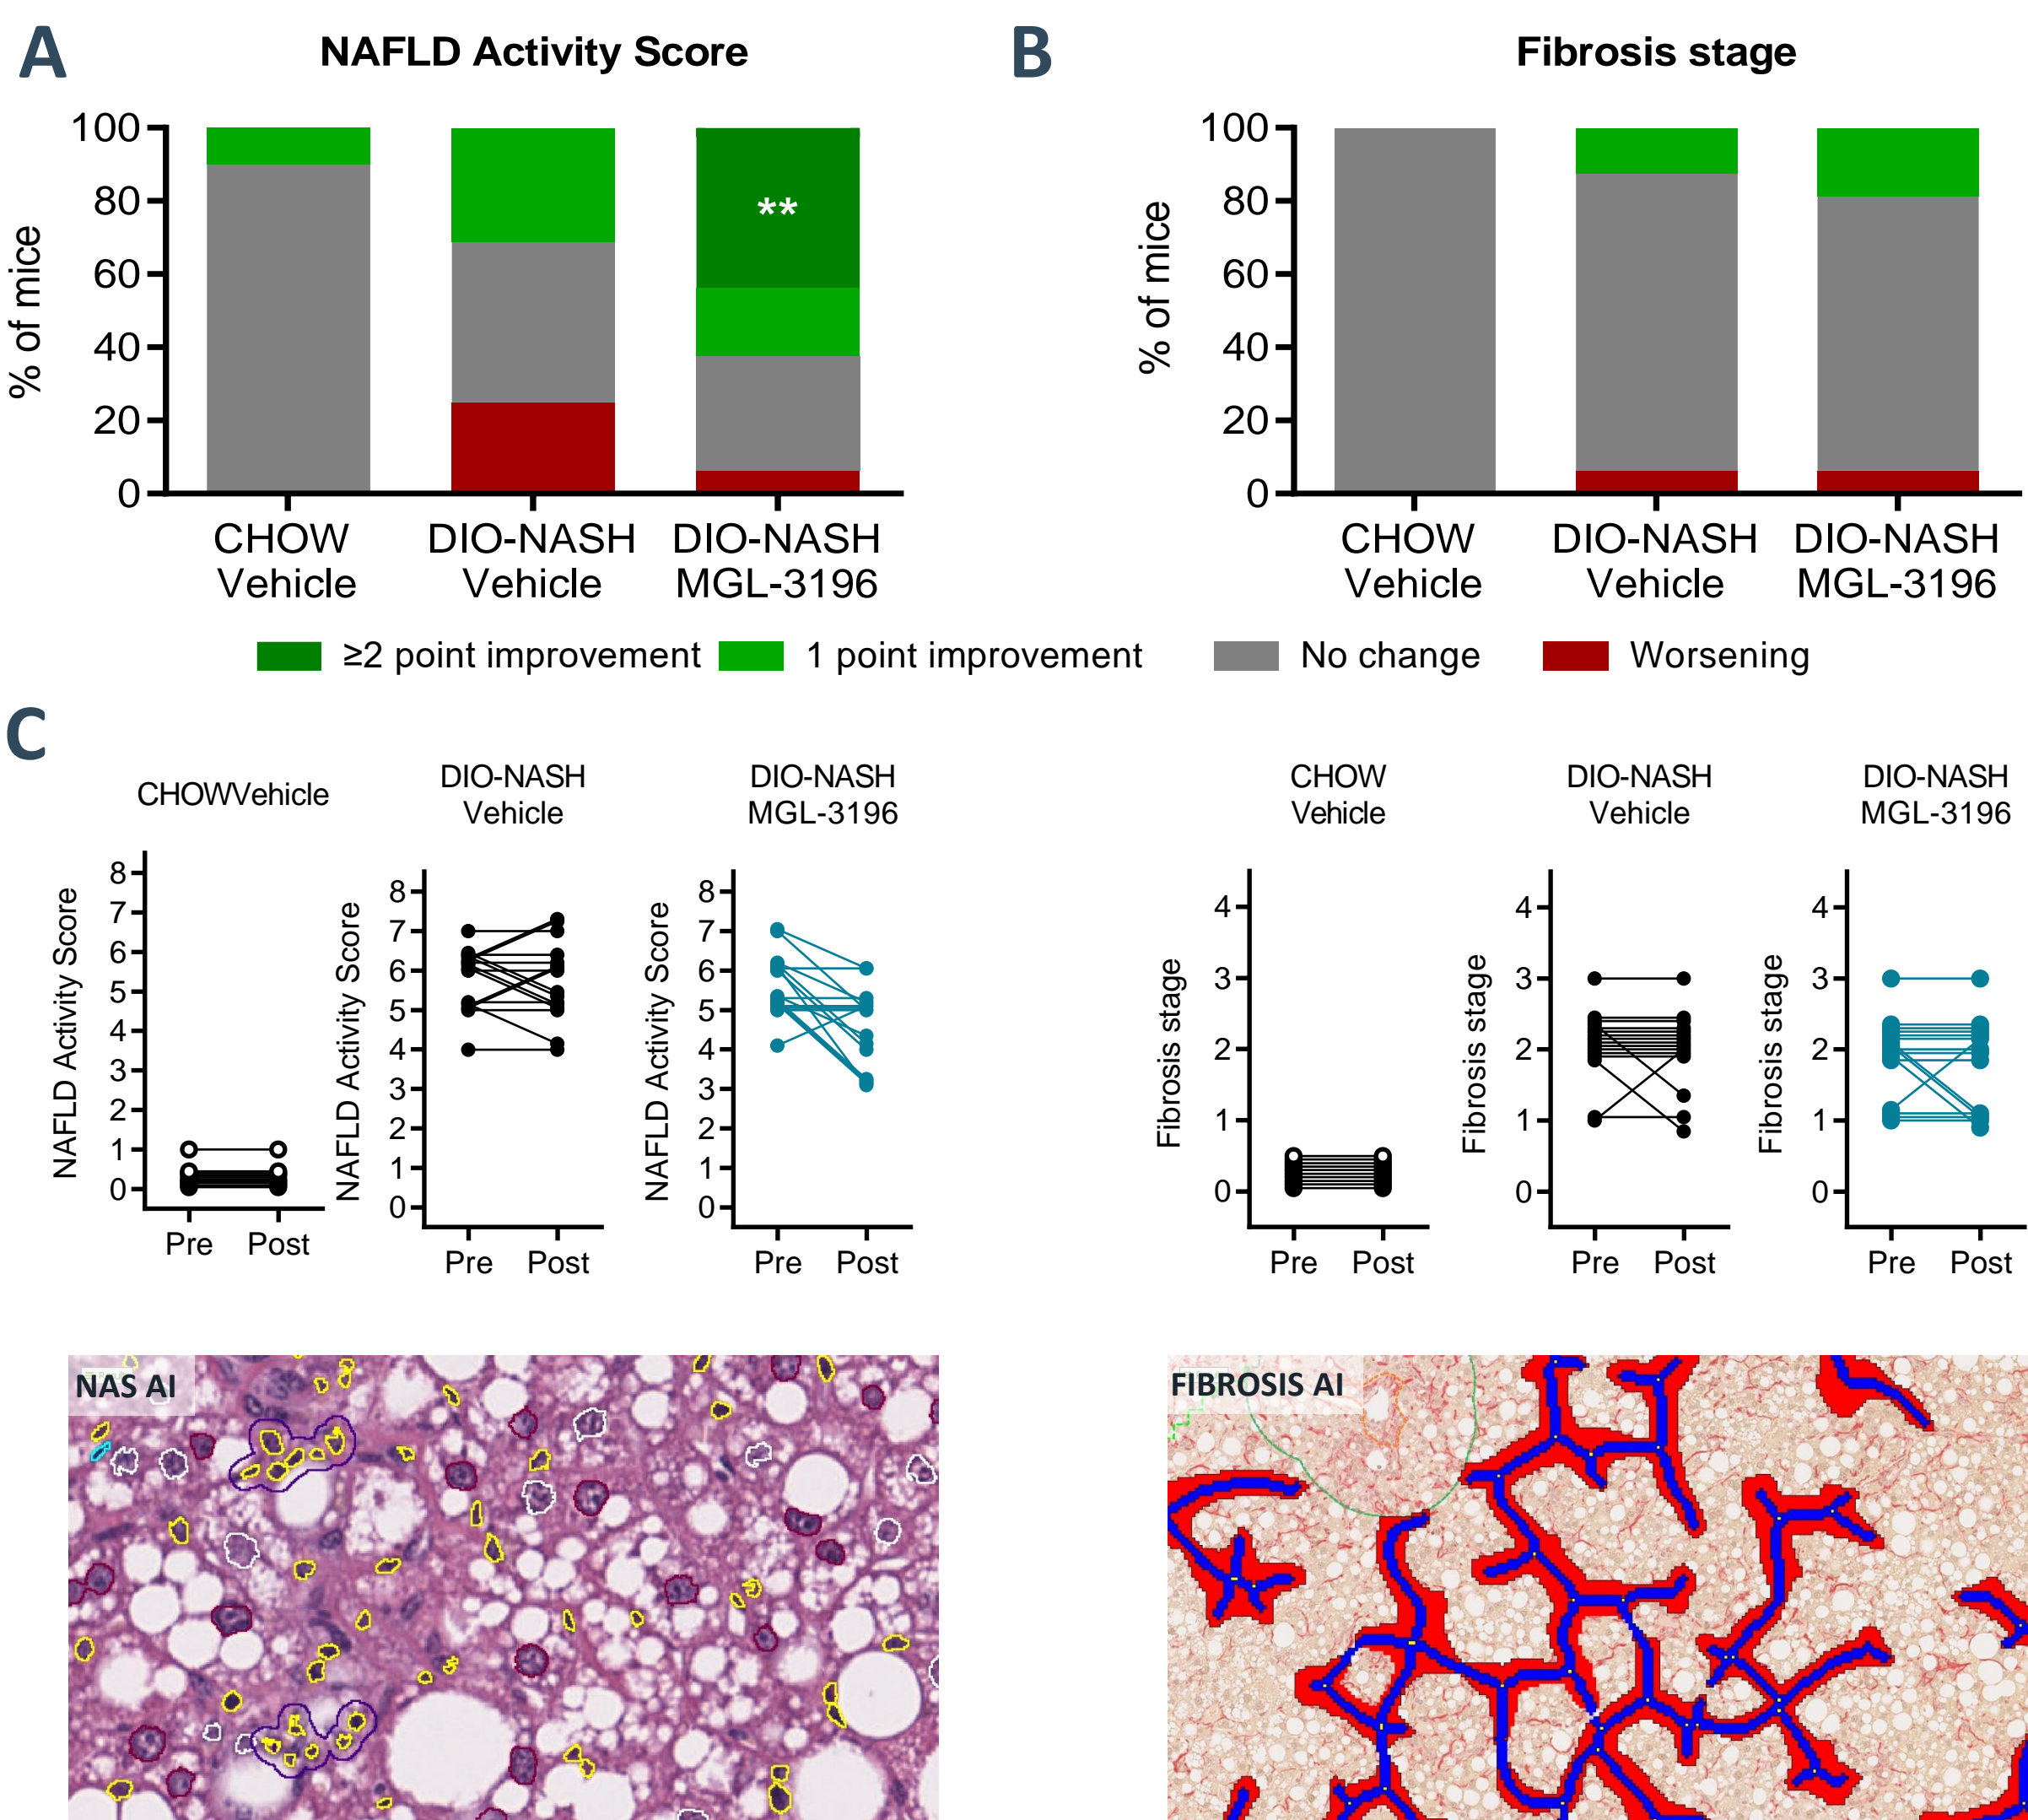 A
NAFLD Activity Score
B
Fibrosis stage
% of mice
100
80
60
40
20
0
**
CHOW
Vehicle
DIO-NASH
Vehicle
DIO-NASH
MGL-3196
% of mice
100
80
60
40
20
0
CHOW
Vehicle
DIO-NASH
Vehicle
DIO-NASH
MGL-3196
≥2 point improvement
1 point improvement
No change
Worsening
C
CHOWVehicle
NAFLD Activity Score
8
7
6
5
4
3
2
1
0
Pre Post
DIO-NASH
Vehicle
NAFLD Activity Score
8
7
6
5
4
3
2
1
0
Pre Post
DIO-NASH
MGL-3196
NAFLD Activity Score
8
7
6
5
4
3
2
1
0
Pre Post
CHOW
Vehicle
Fibrosis stage
4
3
2
1
0
Pre Post
DIO-NASH
Vehicle
Fibrosis stage
4
3
2
1
0
Pre Post
DIO-NASH
MGL-3196
Fibrosis stage
4
3
2
1
0
Pre Post
NAS AI
FIBROSIS AI